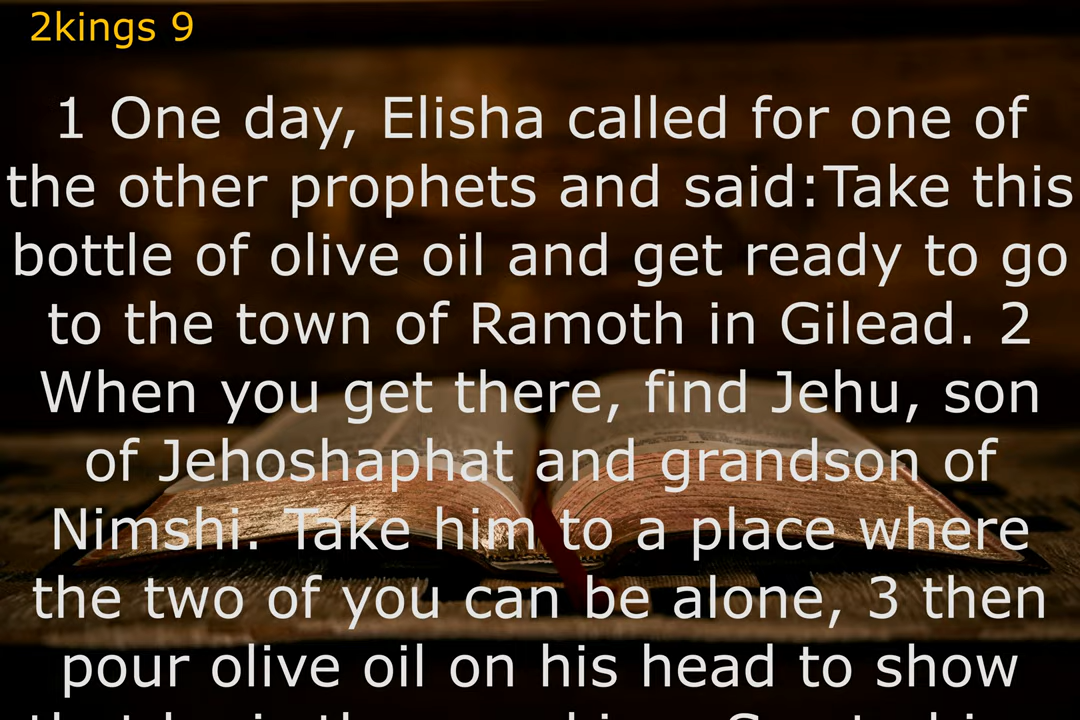 2kings 9
1 One day, Elisha called for one of
the other prophets and said:Take this
bottle of olive oil and get ready to go
to the town of Ramoth in Gilead. 2
When you get there, find Jehu, son
of Jehoshaphat and grandson of
Nimshi. Take him to a place where
the two of you can be alone, 3 then
pour olive oil on his head to show